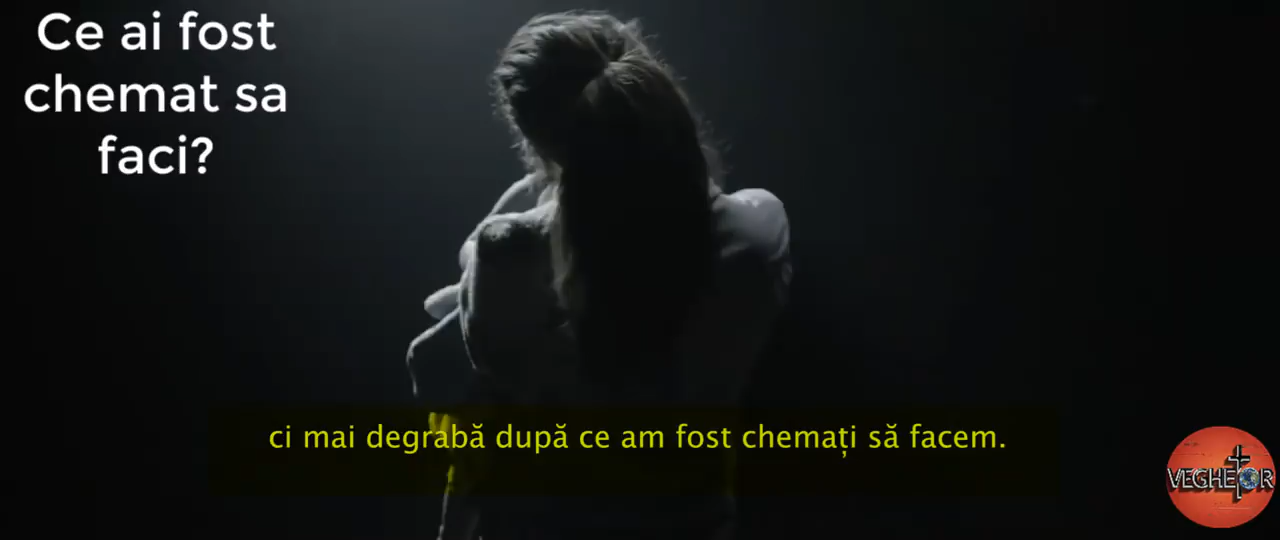 Ce ai fost
chemat sa
faci?
ci mai degrabă după ce am fost chemați să facem.
VEGHETOR